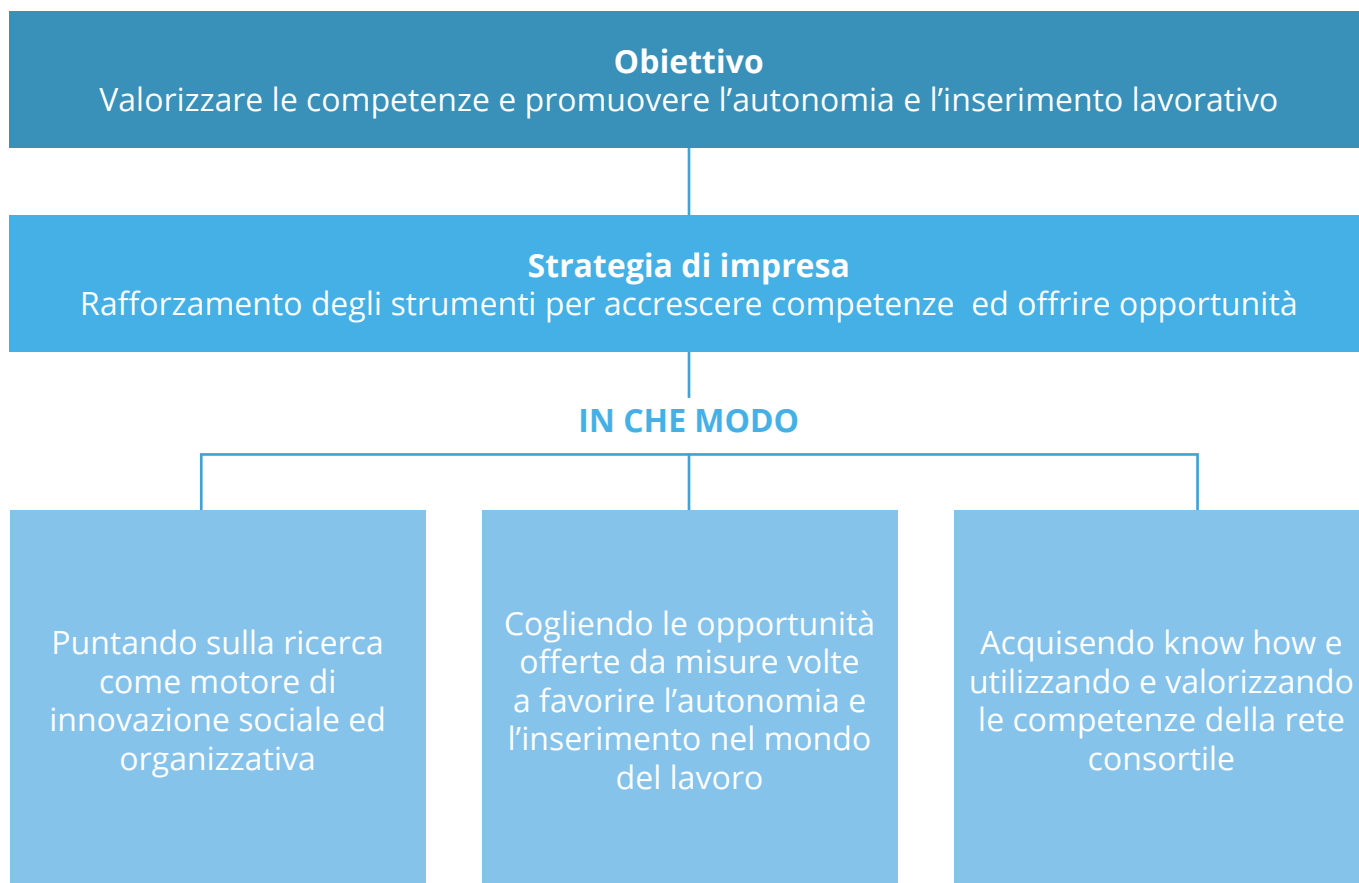 Obiettivo
Valorizzare le competenze e promuovere l’autonomia e l’inserimento lavorativo
Strategia di impresa
Rafforzamento degli strumenti per accrescere competenze  ed offrire opportunità
IN CHE MODO
Puntando sulla ricerca
come motore di
innovazione sociale ed
organizzativa
Cogliendo le opportunità
offerte da misure volte
a favorire l’autonomia e
l’inserimento nel mondo
del lavoro
Acquisendo know how e
utilizzando e valorizzando
le competenze della rete
consortile